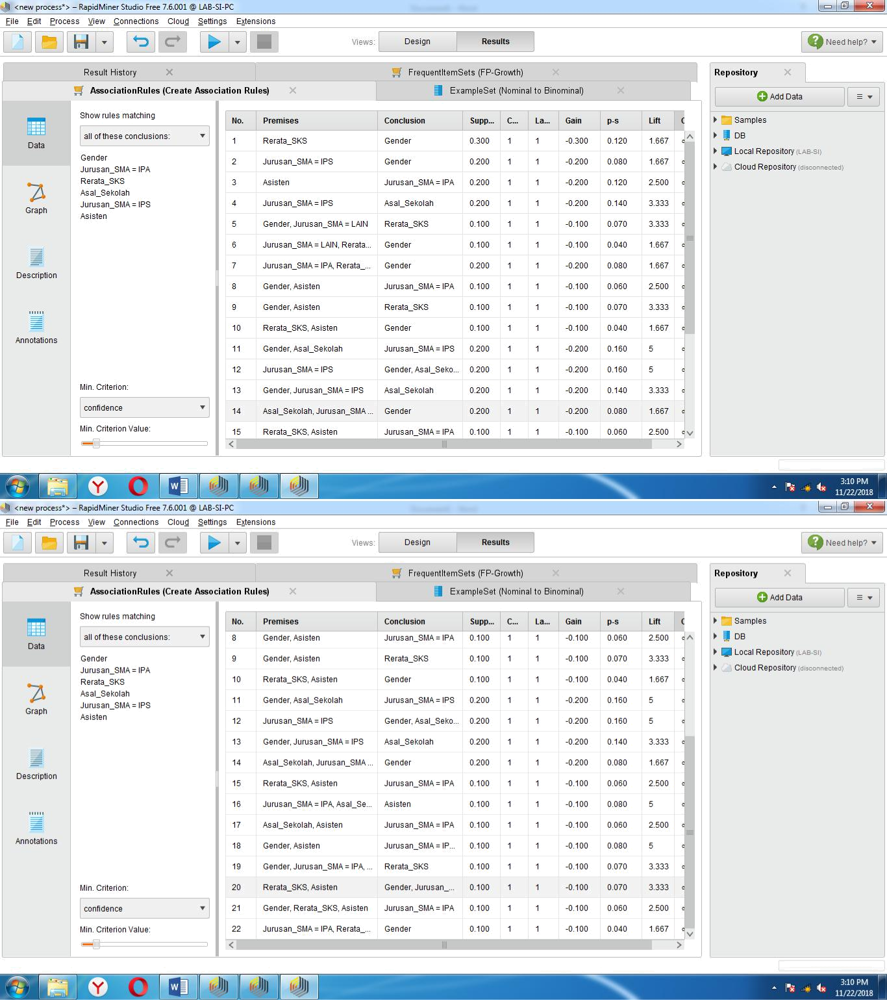 <new process*> – RapidMiner Studio Free 7.6.001 @ LAB-SI-PC
File Edit Process View Connections Cloud Settings Extensions
Views: Design Results Need help?
Result History FrequentItemSets (FP-Growth) Repository
AssociationRules (Create Association Rules) ExampleSet (Nominal to Binominal)
Add Data
Data
Graph
Description
Annotations
Show rules matching
all of these conclusions:
Gender
Jurusan_SMA = IPA
Rerata_SKS
Asal_Sekolah
Jurusan_SMA = IPS
Asisten
Min. Criterion:
confidence
Min. Criterion Value:
No. Premises Conclusion Supp... C... La... Gain p-s Lift
1 Rerata_SKS Gender 0.300 1 1 -0.300 0.120 1.667
2 Jurusan_SMA = IPS Gender 0.200 1 1 -0.200 0.080 1.667
3 Asisten Jurusan_SMA = IPA 0.200 1 1 -0.200 0.120 2.500
4 Jurusan_SMA = IPS Asal_Sekolah 0.200 1 1 -0.200 0.140 3.333
5 Gender, Jurusan_SMA = LAIN Rerata_SKS 0.100 1 1 -0.100 0.070 3.333
6 Jurusan_SMA = LAIN, Rerata... Gender 0.100 1 1 -0.100 0.040 1.667
7 Jurusan_SMA = IPA, Rerata_... Gender 0.200 1 1 -0.200 0.080 1.667
8 Gender, Asisten Jurusan_SMA = IPA 0.100 1 1 -0.100 0.060 2.500
9 Gender, Asisten Rerata_SKS 0.100 1 1 -0.100 0.070 3.333
10 Rerata_SKS, Asisten Gender 0.100 1 1 -0.100 0.040 1.667
11 Gender, Asal_Sekolah Jurusan_SMA = IPS 0.200 1 1 -0.200 0.160 5
12 Jurusan_SMA = IPS Gender, Asal_Seko... 0.200 1 1 -0.200 0.160 5
13 Gender, Jurusan_SMA = IPS Asal_Sekolah 0.200 1 1 -0.200 0.140 3.333
14 Asal_Sekolah, Jurusan_SMA ... Gender 0.200 1 1 -0.200 0.080 1.667
15 Rerata_SKS, Asisten Jurusan_SMA = IPA 0.100 1 1 -0.100 0.060 2.500
Samples
DB
Local Repository (LAB-SI)
Cloud Repository (disconnected)
3:10 PM
11/22/2018
<new process*> – RapidMiner Studio Free 7.6.001 @ LAB-SI-PC
File Edit Process View Connections Cloud Settings Extensions
Views: Design Results Need help?
Result History FrequentItemSets (FP-Growth) Repository
AssociationRules (Create Association Rules) ExampleSet (Nominal to Binominal)
Add Data
Data
Graph
Description
Annotations
Show rules matching
all of these conclusions:
Gender
Jurusan_SMA = IPA
Rerata_SKS
Asal_Sekolah
Jurusan_SMA = IPS
Asisten
Min. Criterion:
confidence
Min. Criterion Value:
No. Premises Conclusion Supp... C... La... Gain p-s Lift
8 Gender, Asisten Jurusan_SMA = IPA 0.100 1 1 -0.100 0.060 2.500
9 Gender, Asisten Rerata_SKS 0.100 1 1 -0.100 0.070 3.333
10 Rerata_SKS, Asisten Gender 0.100 1 1 -0.100 0.040 1.667
11 Gender, Asal_Sekolah Jurusan_SMA = IPS 0.200 1 1 -0.200 0.160 5
12 Jurusan_SMA = IPS Gender, Asal_Seko... 0.200 1 1 -0.200 0.160 5
13 Gender, Jurusan_SMA = IPS Asal_Sekolah 0.200 1 1 -0.200 0.140 3.333
14 Asal_Sekolah, Jurusan_SMA ... Gender 0.200 1 1 -0.200 0.080 1.667
15 Rerata_SKS, Asisten Jurusan_SMA = IPA 0.100 1 1 -0.100 0.060 2.500
16 Jurusan_SMA = IPA, Asal_Se... Asisten 0.100 1 1 -0.100 0.080 5
17 Asal_Sekolah, Asisten Jurusan_SMA = IPA 0.100 1 1 -0.100 0.060 2.500
18 Gender, Asisten Jurusan_SMA = IP... 0.100 1 1 -0.100 0.080 5
19 Gender, Jurusan_SMA = IPA, ... Rerata_SKS 0.100 1 1 -0.100 0.070 3.333
20 Rerata_SKS, Asisten Gender, Jurusan_... 0.100 1 1 -0.100 0.070 3.333
21 Gender, Rerata_SKS, Asisten Jurusan_SMA = IPA 0.100 1 1 -0.100 0.060 2.500
22 Jurusan_SMA = IPA, Rerata_... Gender 0.100 1 1 -0.100 0.040 1.667
Samples
DB
Local Repository (LAB-SI)
Cloud Repository (disconnected)
3:10 PM
11/22/2018